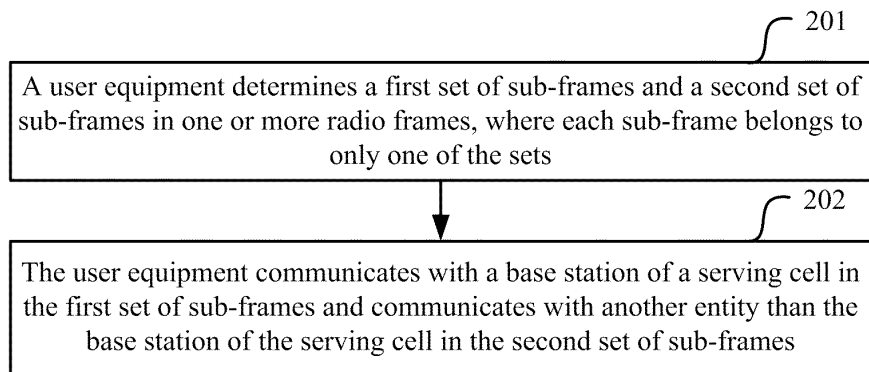 201
A user equipment determines a first set of sub-frames and a second set of
sub-frames in one or more radio frames, where each sub-frame belongs to
only one of the sets
202
The user equipment communicates with a base station of a serving cell in
the first set of sub-frames and communicates with another entity than the
base station of the serving cell in the second set of sub-frames